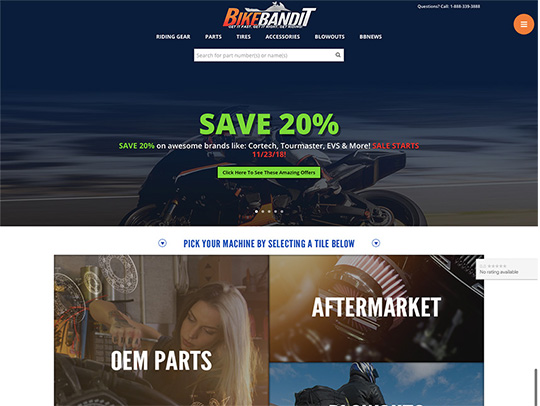 BIKEBANDIT
GET IT FAST, GET IT RIGHT, GET RIDING.
Questions? Call: 1-888-339-3888
RIDING GEAR PARTS TIRES ACCESSORIES BLOWOUTS BBNEWS
Search for part number(s) or name(s)
SAVE 20%
SAVE 20% on awesome brands like: Cortech, Tourmaster, EVS & More! SALE STARTS
11/23/18!
Click Here To See These Amazing Offers
PICK YOUR MACHINE BY SELECTING A TILE BELOW
No rating available
AFTERMARKET
OEM PARTS